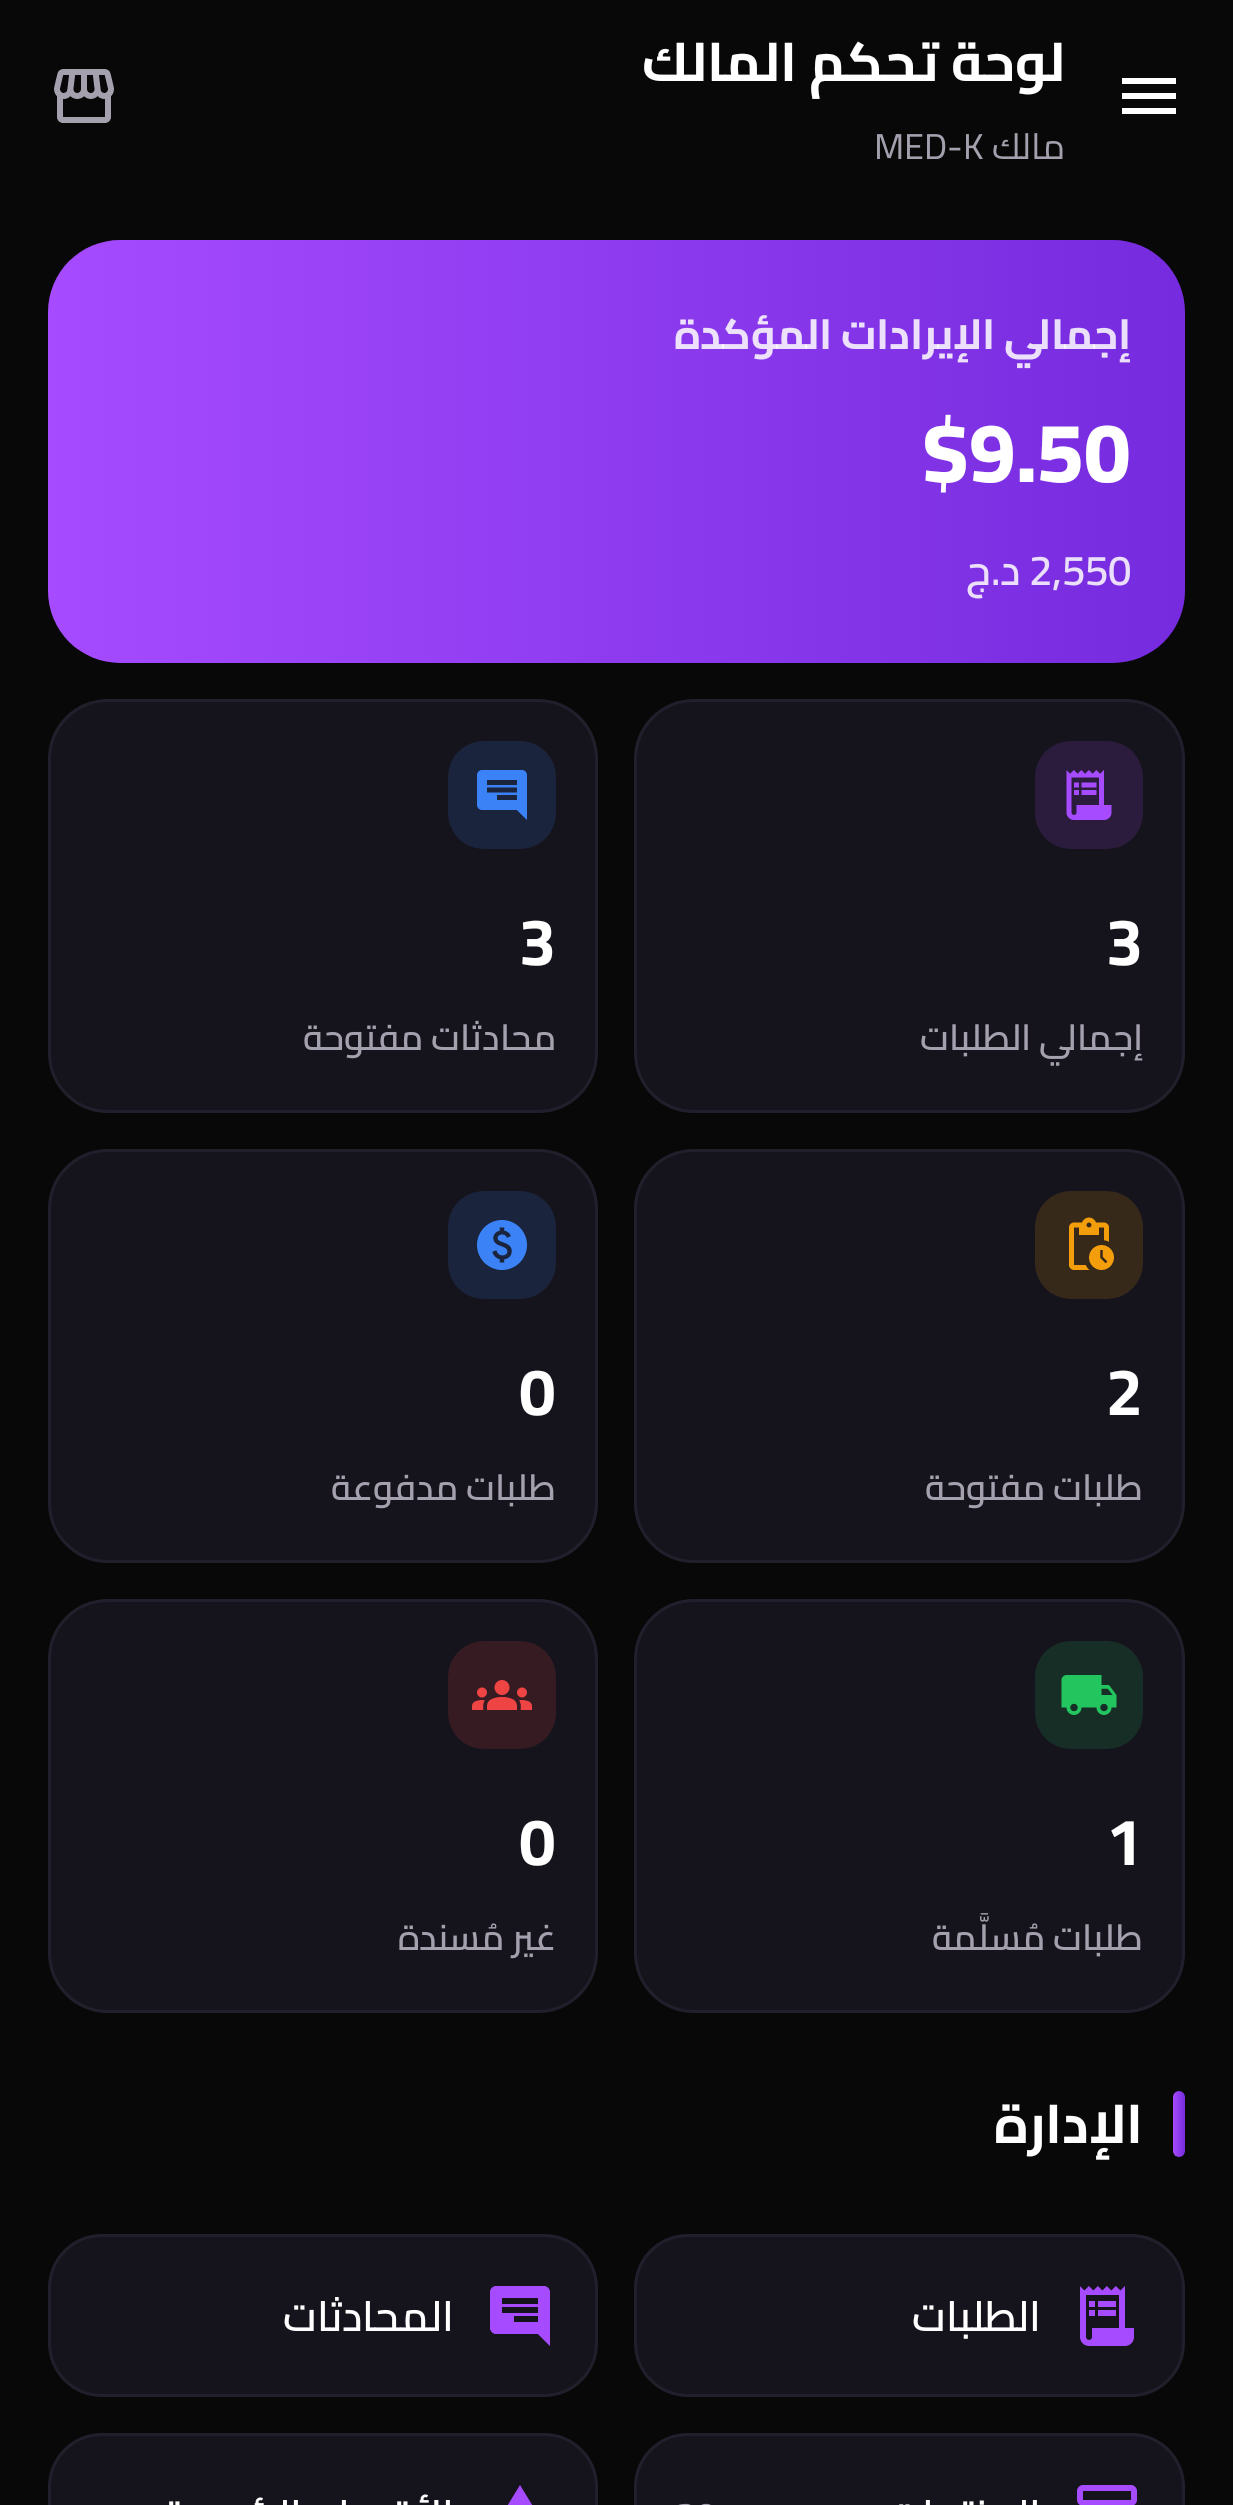 لوحة تحكم المالك
مالك MED-K
إجمالي الإيرادات المؤكدة
$9.50
2,550 د.ج
3
إجمالي الطلبات
3
محادثات مفتوحة
2
طلبات مفتوحة
0
طلبات مدفوعة
1
طلبات مُسلَّمة
0
غير مُسندة
الإدارة
الطلبات
المحادثات